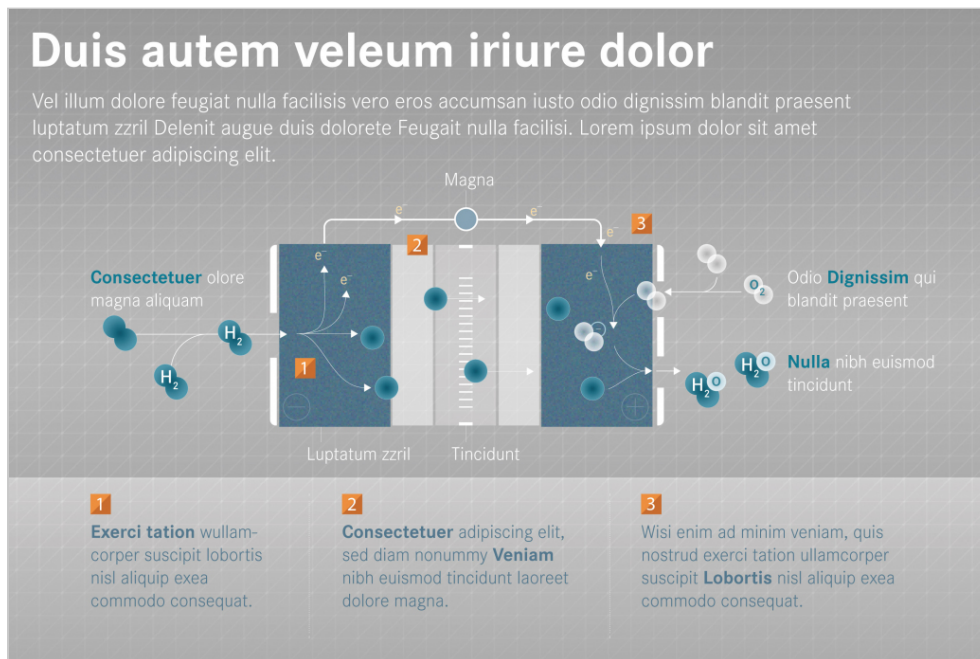 Duis autem veleum iriure dolor
Vel illum dolore feugiat nulla facilisis vero eros accumsan iusto odio dignissim blandit praesent
luptatum zzril Delenit augue duis dolorete Feugait nulla facilisi. Lorem ipsum dolor sit amet
consectetuer adipiscing elit.
Magna
e⁻
e⁻
3
2
e⁻
e⁻
e⁻
e⁻
Consectetuer olore
magna aliquam
Odio Dignissim qui
blandit praesent
O₂
H₂
H₂
1
Nulla nibh euismod
tincidunt
H₂O
H₂O
Luptatum zzril
Tincidunt
1
Exerci tation wullam-
corper suscipit lobortis
nisl aliquip exea
commodo consequat.
2
Consectetuer adipiscing elit,
sed diam nonummy Veniam
nibh euismod tincidunt laoreet
dolore magna.
3
Wisi enim ad minim veniam, quis
nostrud exerci tation ullamcorper
suscipit Lobortis nisl aliquip exea
commodo consequat.